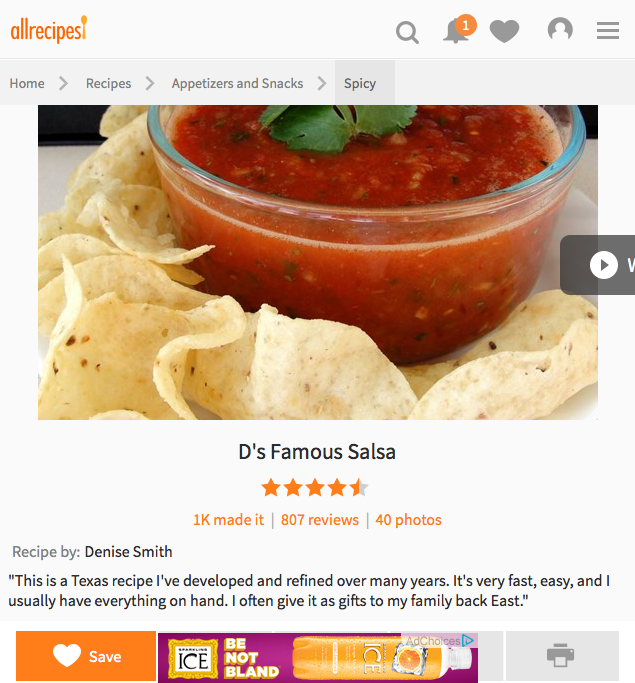 allrecipes
1
Home
Recipes
Appetizers and Snacks
Spicy
W
D's Famous Salsa
1K made it | 807 reviews | 40 photos
Recipe by: Denise Smith
"This is a Texas recipe I've developed and refined over many years. It's very fast, easy, and I
usually have everything on hand. I often give it as gifts to my family back East."
Save
SPARKLING
ICE
BE
NOT
BLAND
ICE
AdChoices